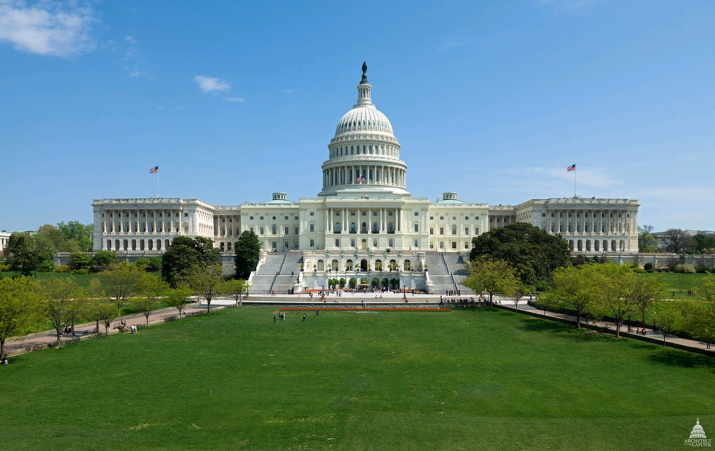 ARCHITECT
OF THE CAPITOL